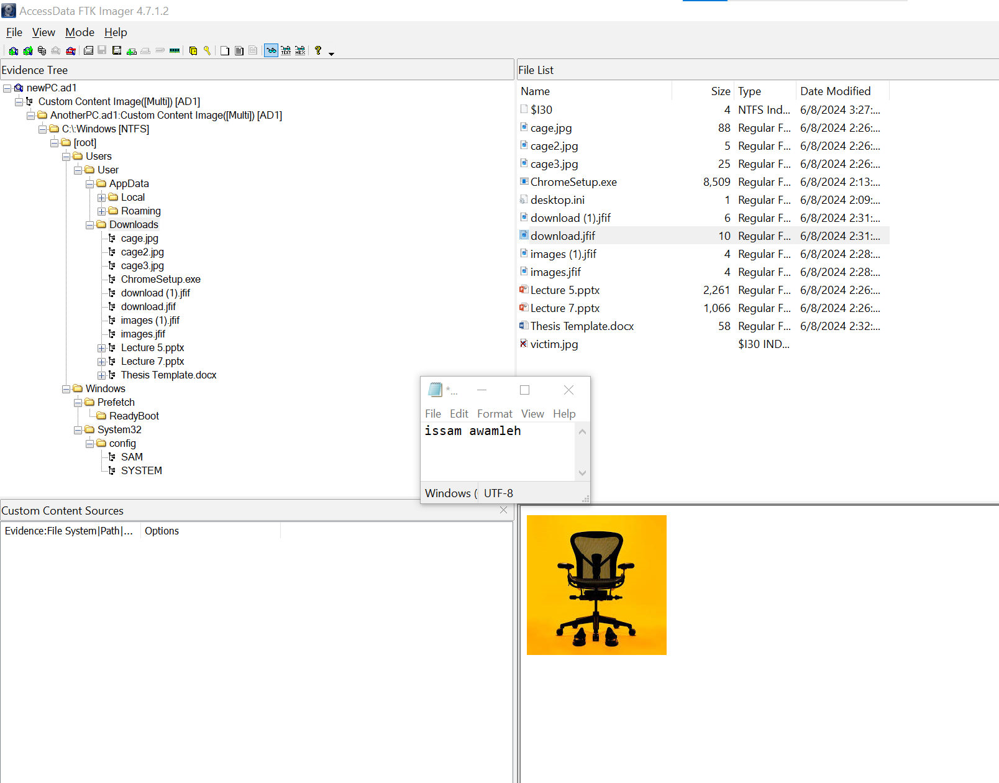 AccessData FTK Imager 4.7.1.2
File View Mode Help
Evidence Tree
newPC.ad1
Custom Content Image([Multi]) [AD1]
AnotherPC.ad1:Custom Content Image([Multi]) [AD1]
C:\:Windows [NTFS]
[root]
Users
User
AppData
Local
Roaming
Downloads
cage.jpg
cage2.jpg
cage3.jpg
ChromeSetup.exe
download (1).jfif
download.jfif
images (1).jfif
images.jfif
Lecture 5.pptx
Lecture 7.pptx
Thesis Template.docx
Windows
Prefetch
ReadyBoot
System32
config
SAM
SYSTEM
File List
Name Size Type Date Modified
$I30 4 NTFS Ind... 6/8/2024 3:27:...
cage.jpg 88 Regular F... 6/8/2024 2:26:...
cage2.jpg 5 Regular F... 6/8/2024 2:26:...
cage3.jpg 25 Regular F... 6/8/2024 2:26:...
ChromeSetup.exe 8,509 Regular F... 6/8/2024 2:13:...
desktop.ini 1 Regular F... 6/8/2024 2:09:...
download (1).jfif 6 Regular F... 6/8/2024 2:31:...
download.jfif 10 Regular F... 6/8/2024 2:31:...
images (1).jfif 4 Regular F... 6/8/2024 2:28:...
images.jfif 4 Regular F... 6/8/2024 2:28:...
Lecture 5.pptx 2,261 Regular F... 6/8/2024 2:26:...
Lecture 7.pptx 1,066 Regular F... 6/8/2024 2:26:...
Thesis Template.docx 58 Regular F... 6/8/2024 2:32:...
victim.jpg $I30 IND...
*...
File Edit Format View Help
issam awamleh
Windows ( UTF-8
Custom Content Sources
Evidence:File System|Path|... Options